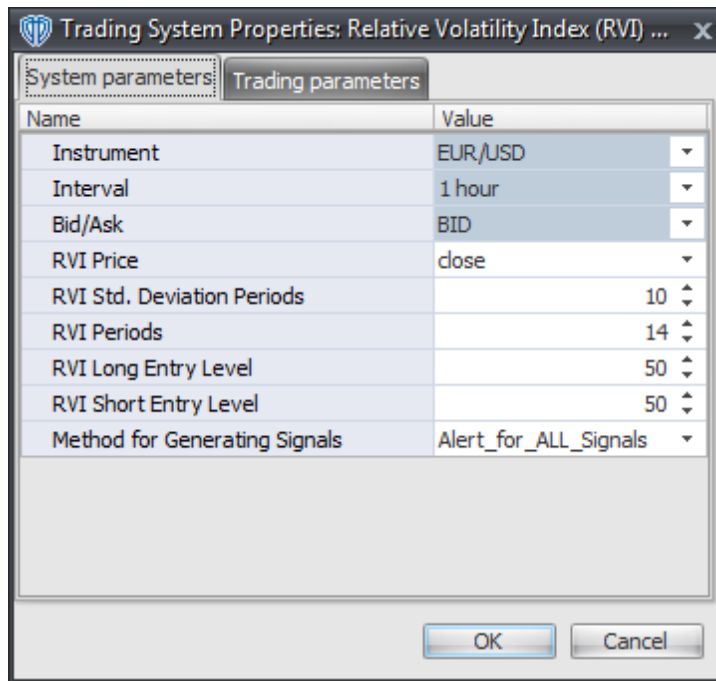 Trading System Properties: Relative Volatility Index (RVI) ... x
System parameters Trading parameters
Name Value
Instrument EUR/USD
Interval 1 hour
Bid/Ask BID
RVI Price close
RVI Std. Deviation Periods 10
RVI Periods 14
RVI Long Entry Level 50
RVI Short Entry Level 50
Method for Generating Signals Alert_for_ALL_Signals
OK Cancel